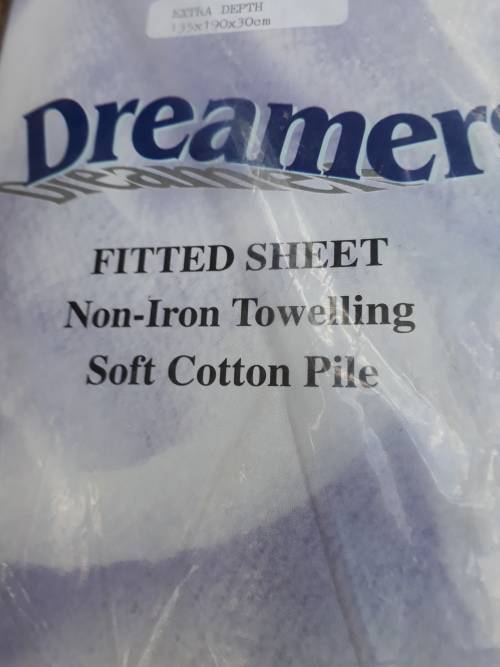 EXTRA DEPTH
135x190x30cm
Dreamers
FITTED SHEET
Non-Iron Towelling
Soft Cotton Pile